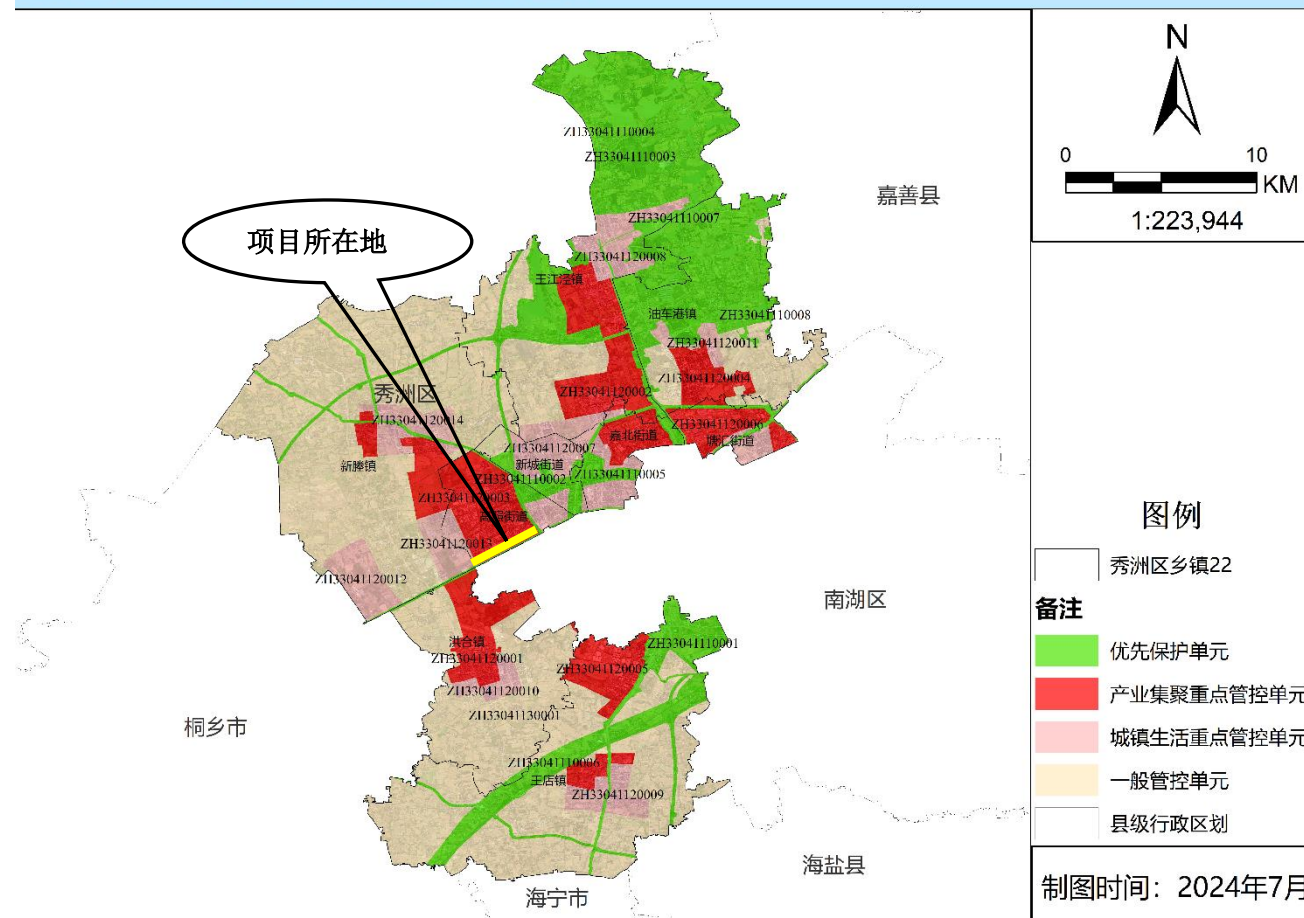 N
0
10
KM
1:223,944
ZH33041110004
ZH33041110003
嘉善县
ZH33041110007
项目所在地
ZH33041120008
王江泾镇
油车港镇
ZH33041110008
ZH33041120011
ZH33041120004
秀洲区
ZH33041120002
ZH33041120014
ZH33041120006
嘉北街道
塘汇街道
ZH33041120007
新城街道
新塍镇
ZH33041110002
ZH33041110005
ZH33041120003
高照街道
ZH33041120013
ZH33041120012
南湖区
洪合镇
ZH33041110001
ZH33041120001
ZH33041120005
ZH33041120010
ZH33041130001
桐乡市
ZH33041110006
王店镇
ZH33041120009
海盐县
海宁市
图例
秀洲区乡镇22
备注
优先保护单元
产业集聚重点管控单元
城镇生活重点管控单元
一般管控单元
县级行政区划
制图时间：2024年7月